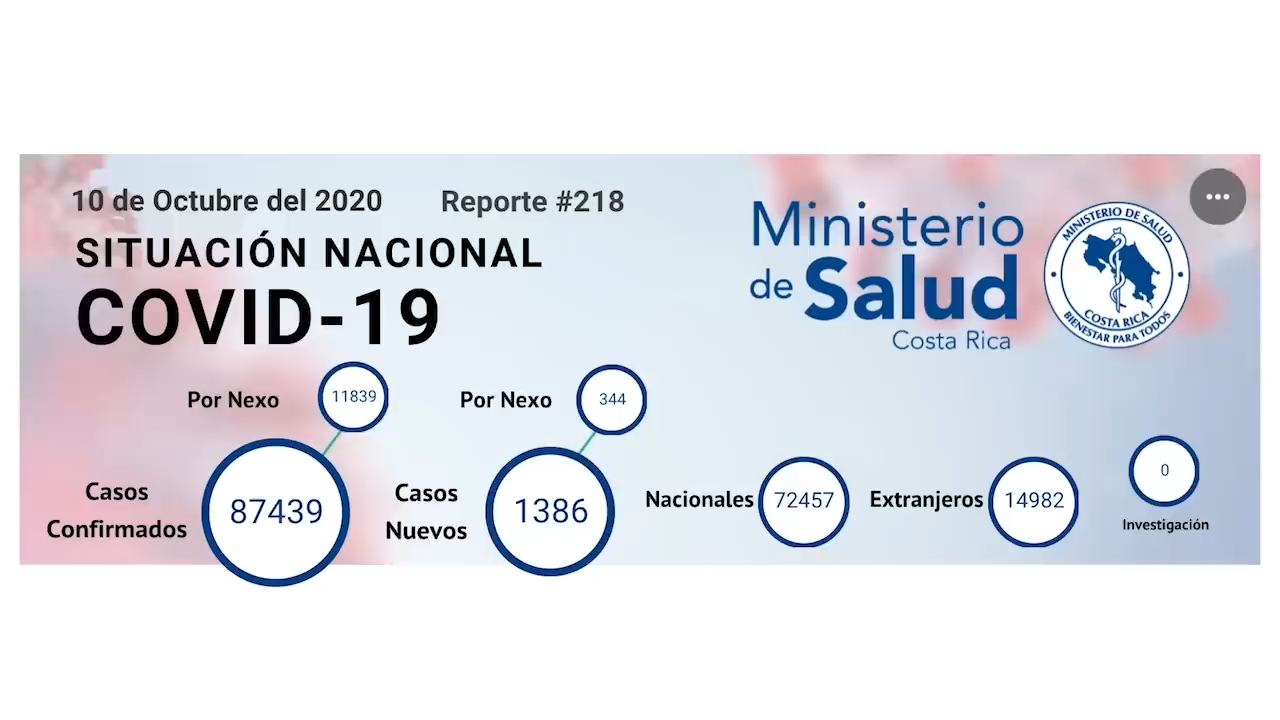 10 de Octubre del 2020 Reporte #218
SITUACIÓN NACIONAL
COVID-19
Ministerio
de Salud
Costa Rica
MINISTERIO DE SALUD
COSTA RICA
BIENESTAR PARA TODOS
Por Nexo 11839
Por Nexo 344
Casos
Confirmados
87439
Casos
Nuevos
1386
Nacionales 72457
Extranjeros 14982
0
Investigación